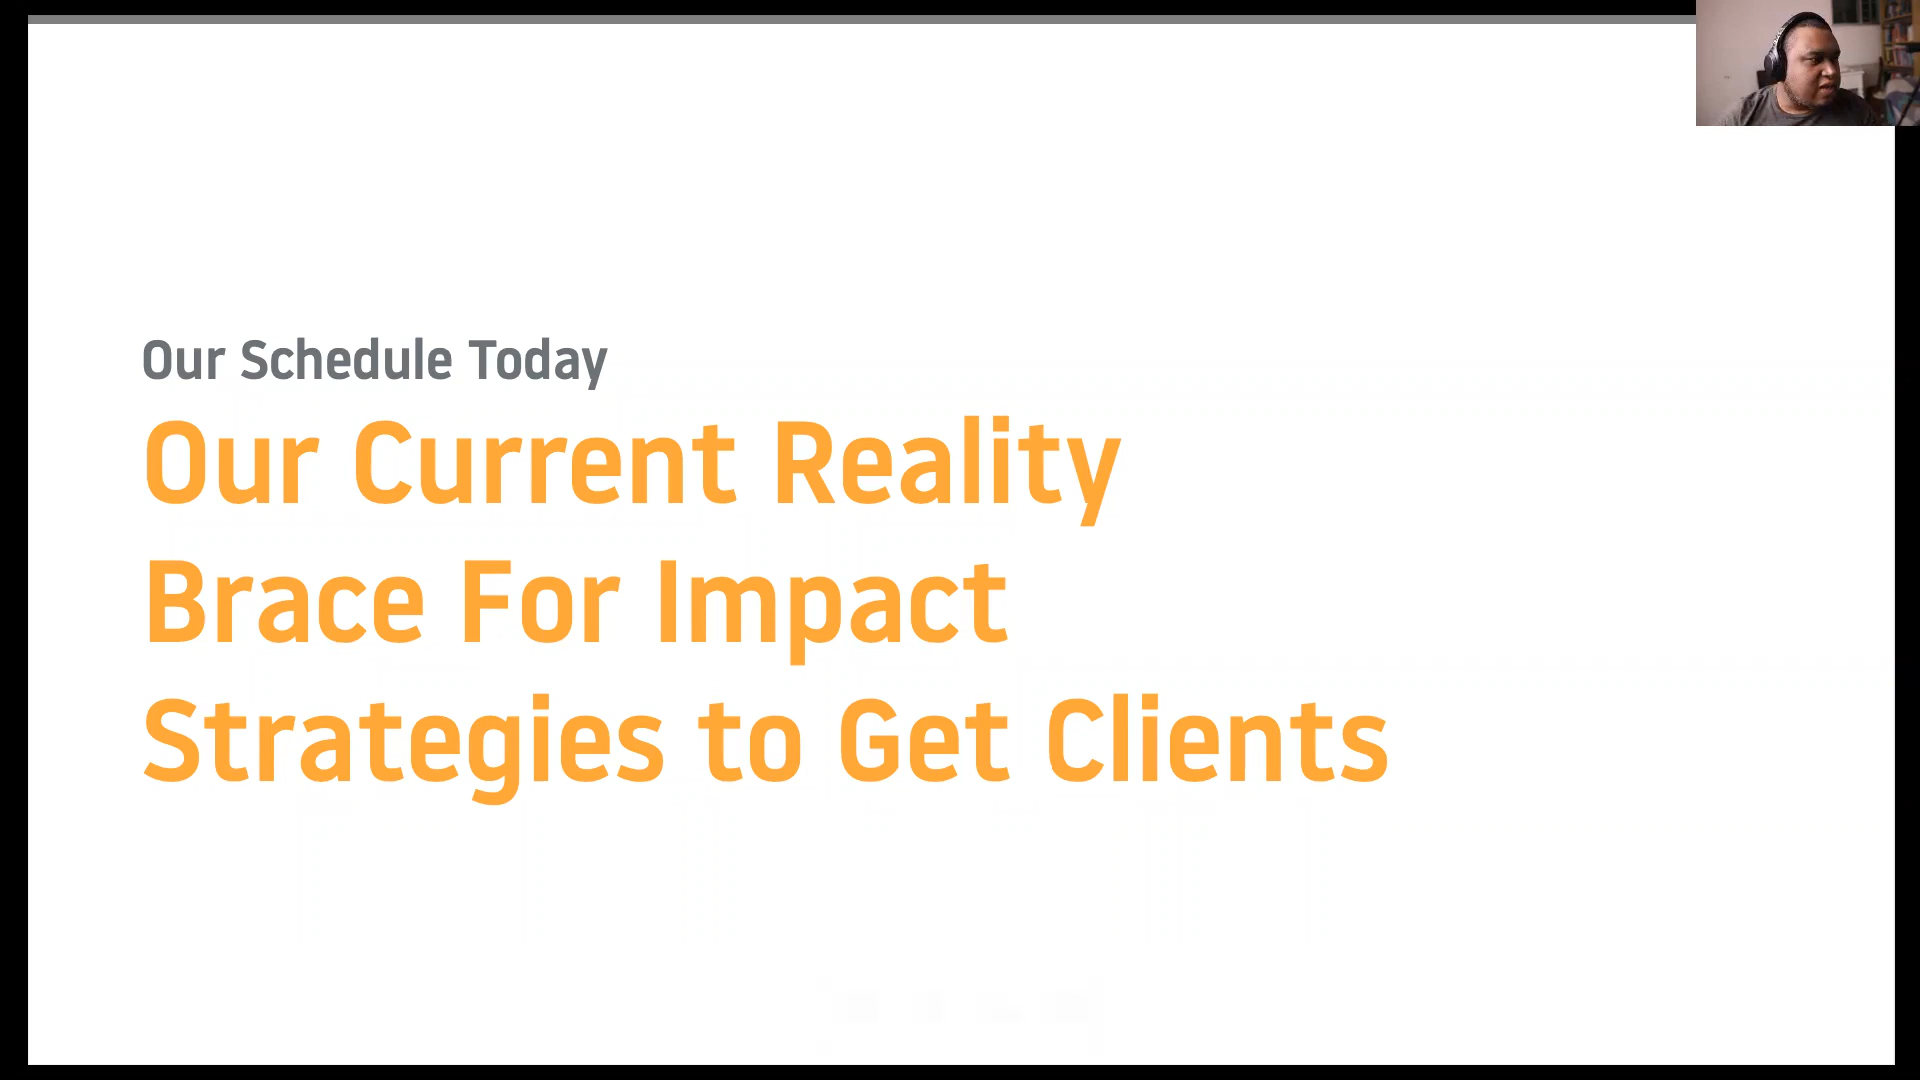 Our Schedule Today
Our Current Reality
Brace For Impact
Strategies to Get Clients